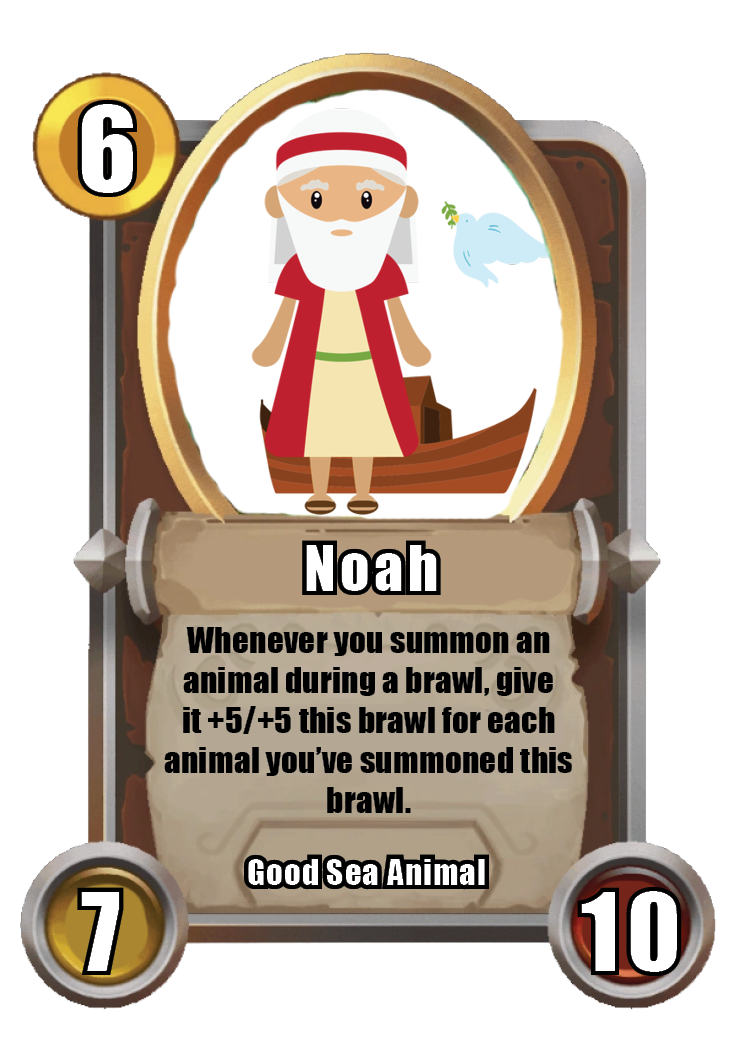 6
Noah
Whenever you summon an
animal during a brawl, give
it +5/+5 this brawl for each
animal you’ve summoned this
brawl.
Good Sea Animal
7
10